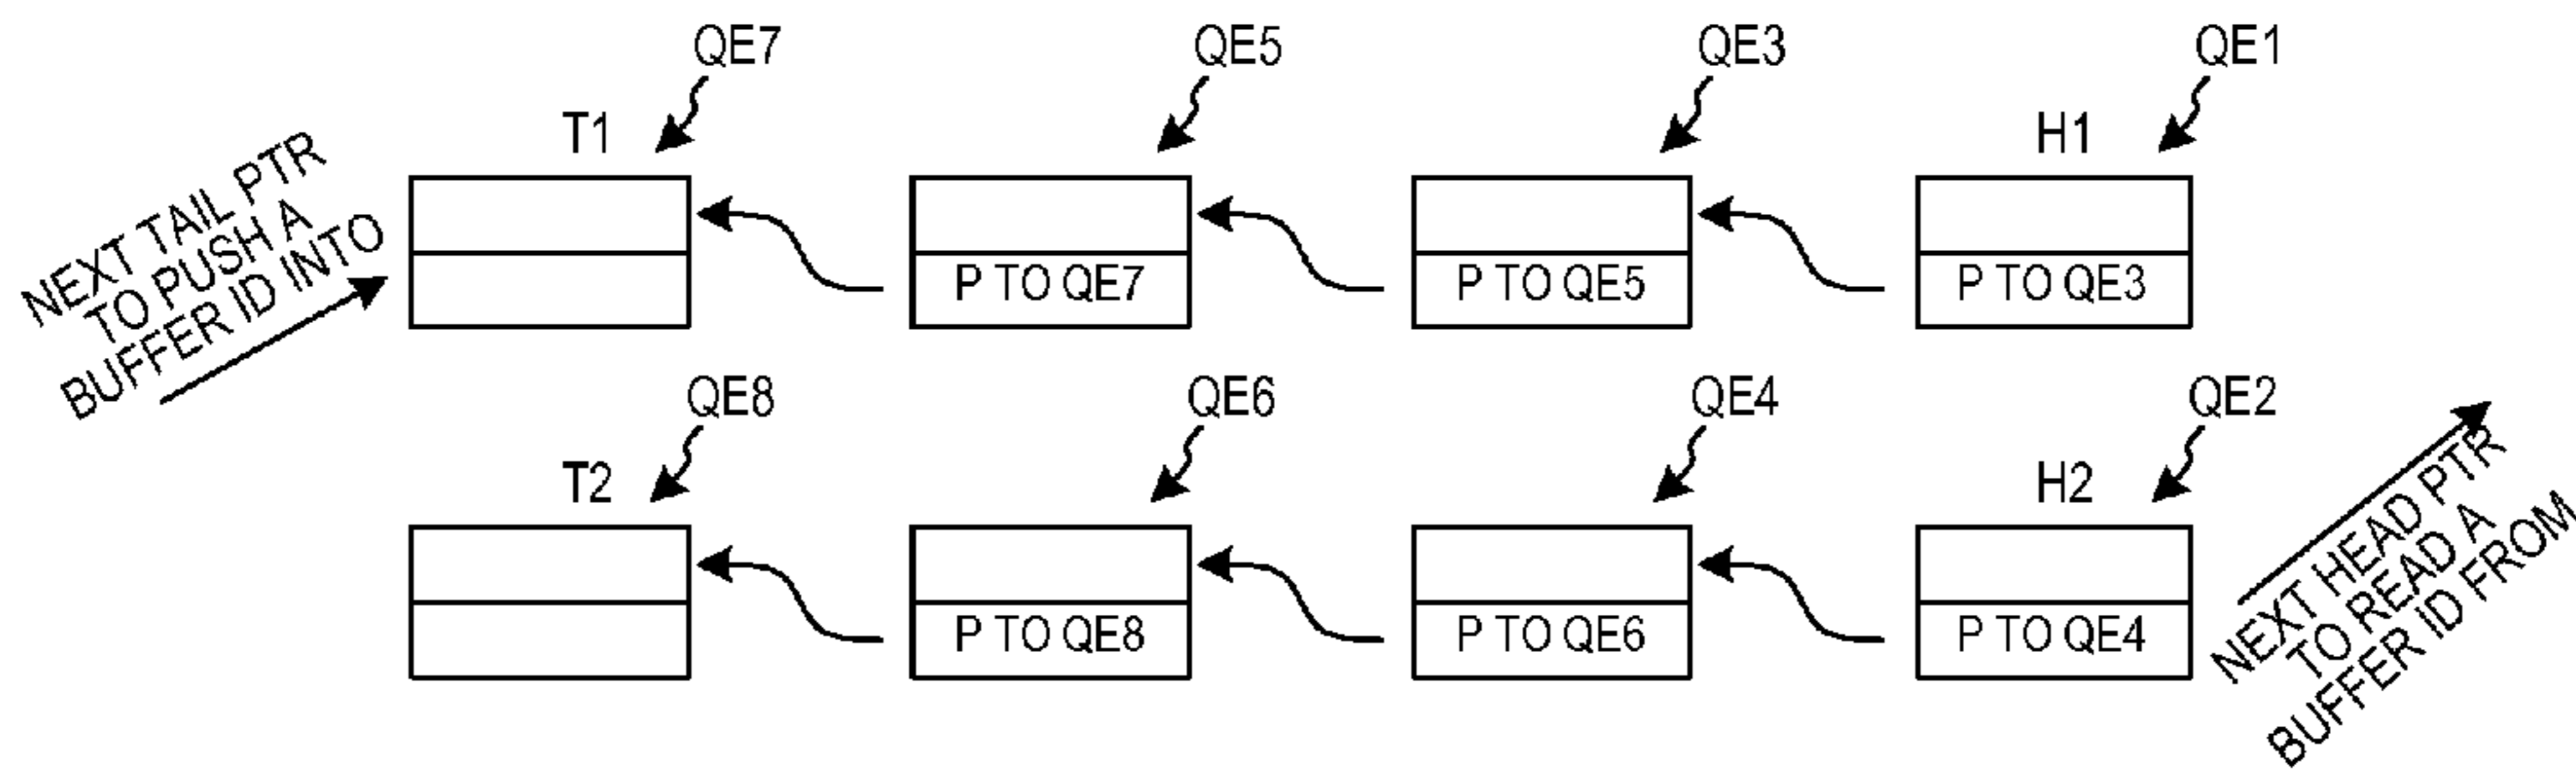 QE7 QE5 QE3 QE1
T1 H1
NEXT TAIL PTR
TO PUSH A
BUFFER ID INTO
P TO QE7 P TO QE5 P TO QE3
QE8 QE6 QE4 QE2
T2 H2
P TO QE8 P TO QE6 P TO QE4
NEXT HEAD PTR
TO READ A
BUFFER ID FROM